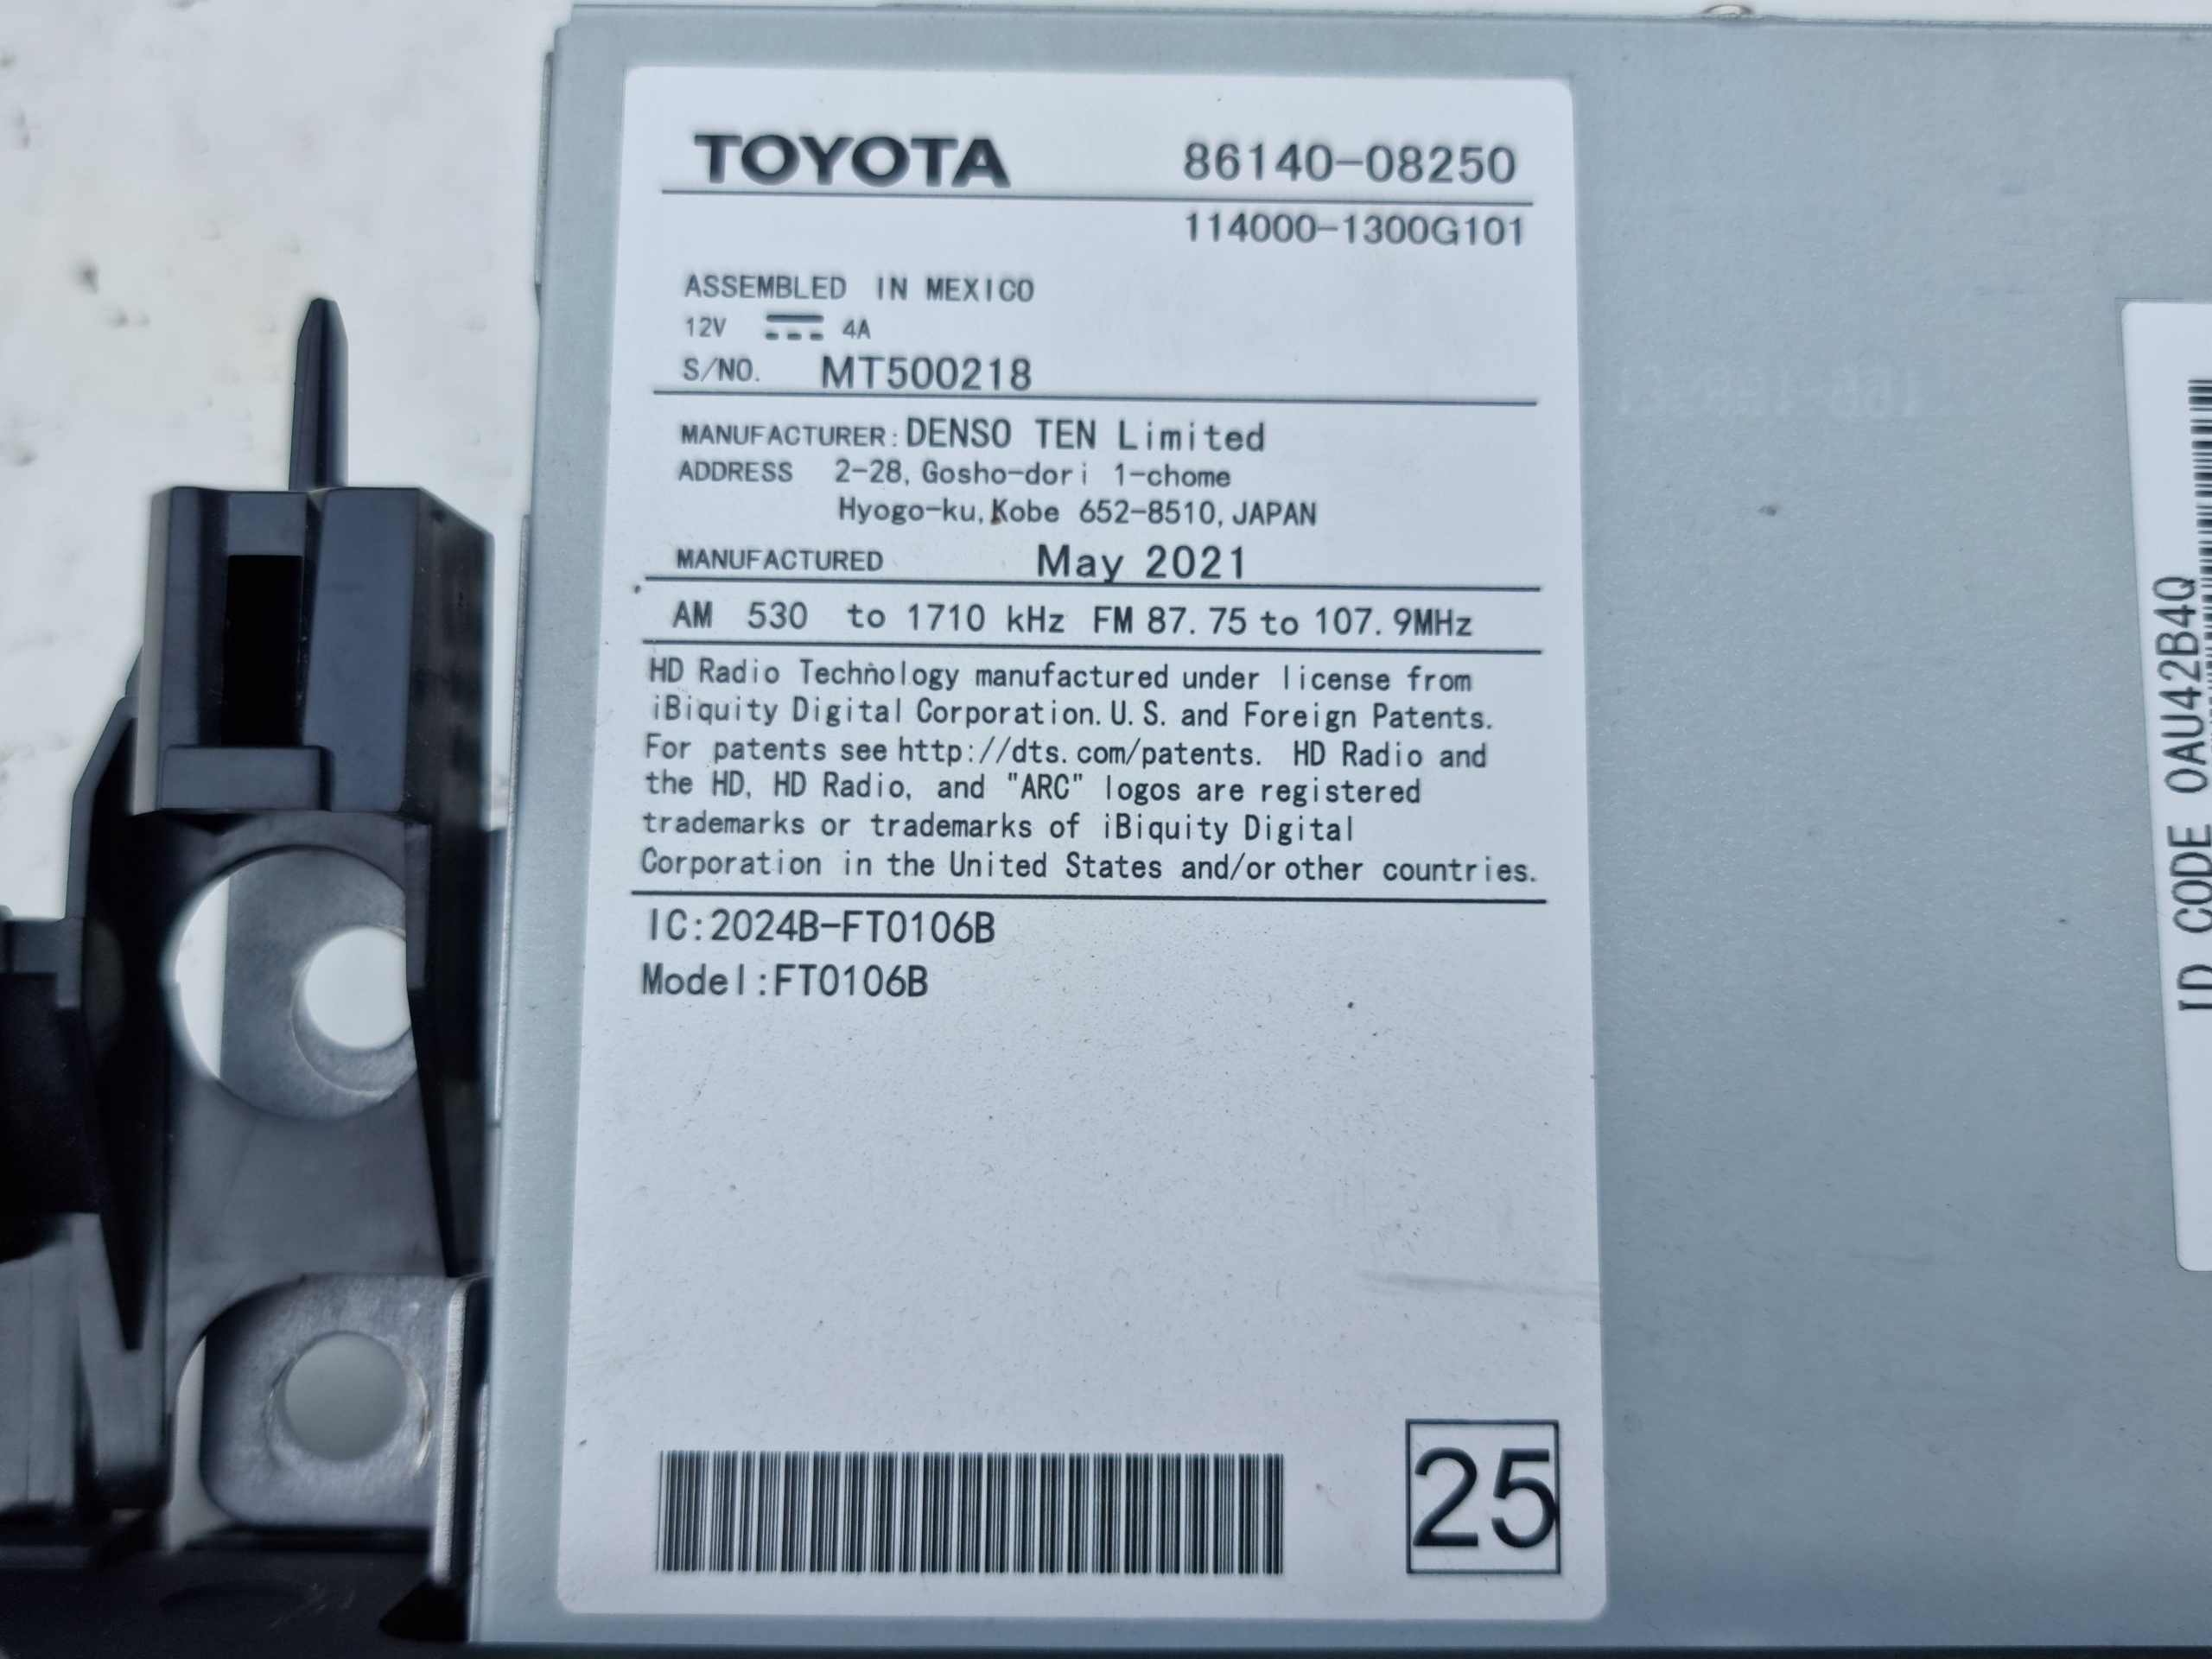 TOYOTA 86140-08250
114000-1300G101
ASSEMBLED IN MEXICO
12V 4A
S/NO. MT500218
MANUFACTURER: DENSO TEN Limited
ADDRESS 2-28, Gosho-dori 1-chome
Hyogo-ku, Kobe 652-8510, JAPAN
MANUFACTURED May 2021
AM 530 to 1710 kHz FM 87.75 to 107.9MHz
HD Radio Technology manufactured under license from
iBiquity Digital Corporation. U.S. and Foreign Patents.
For patents see http://dts.com/patents. HD Radio and
the HD, HD Radio, and "ARC" logos are registered
trademarks or trademarks of iBiquity Digital
Corporation in the United States and/or other countries.
IC:2024B-FT0106B
Model:FT0106B
25
ID CODE 0AU42B4Q